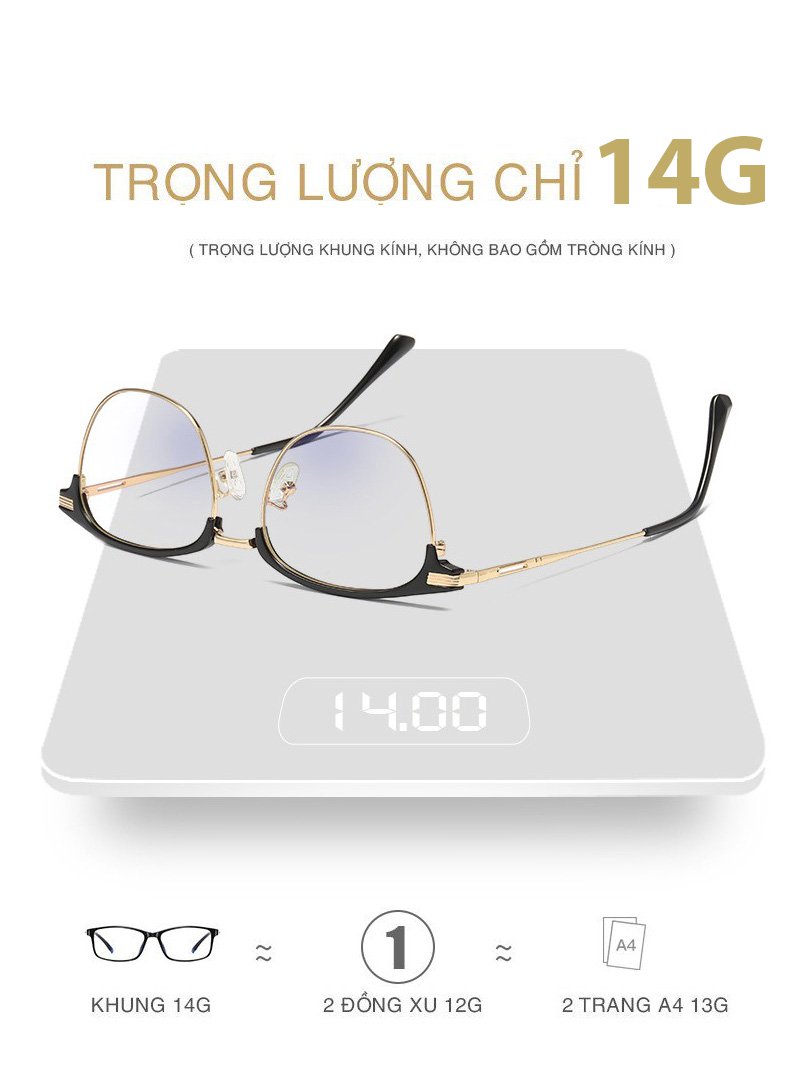 TRỌNG LƯỢNG CHỈ 14G
( TRỌNG LƯỢNG KHUNG KÍNH, KHÔNG BAO GỒM TRÒNG KÍNH )
14.00
1
A4
KHUNG 14G
≈
2 ĐỒNG XU 12G
≈
2 TRANG A4 13G